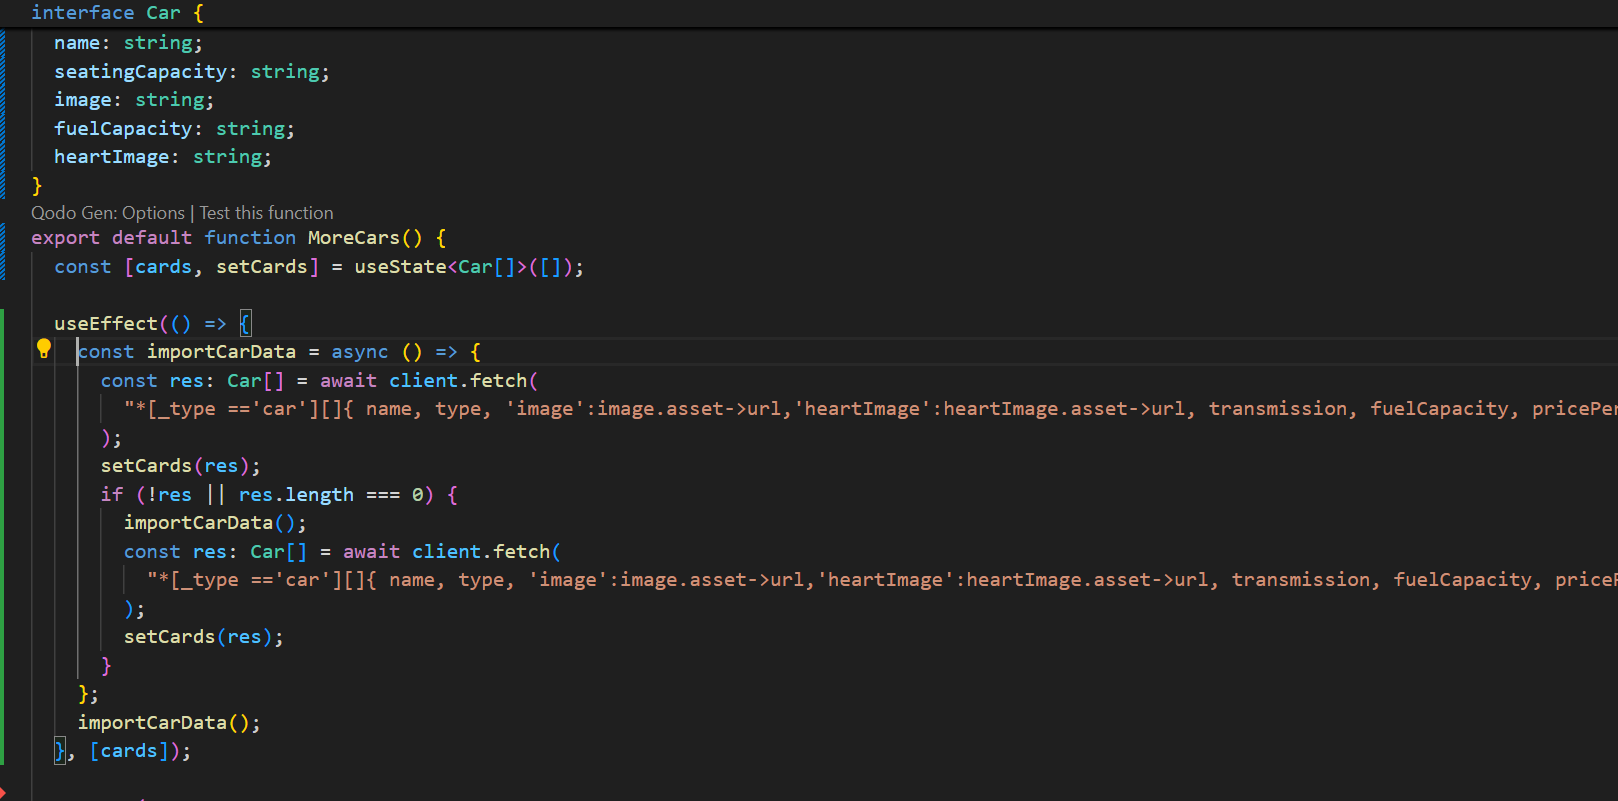 interface Car {
name: string;
seatingCapacity: string;
image: string;
fuelCapacity: string;
heartImage: string;
}
Qodo Gen: Options | Test this function
export default function MoreCars() {
const [cards, setCards] = useState<Car[]>([]);
useEffect(() => {
const importCarData = async () => {
const res: Car[] = await client.fetch(
"*[_type =='car'][]{ name, type, 'image':image.asset->url,'heartImage':heartImage.asset->url, transmission, fuelCapacity, pricePer
);
setCards(res);
if (!res || res.length === 0) {
importCarData();
const res: Car[] = await client.fetch(
"*[_type =='car'][]{ name, type, 'image':image.asset->url,'heartImage':heartImage.asset->url, transmission, fuelCapacity, priceP
);
setCards(res);
}
};
importCarData();
}, [cards]);